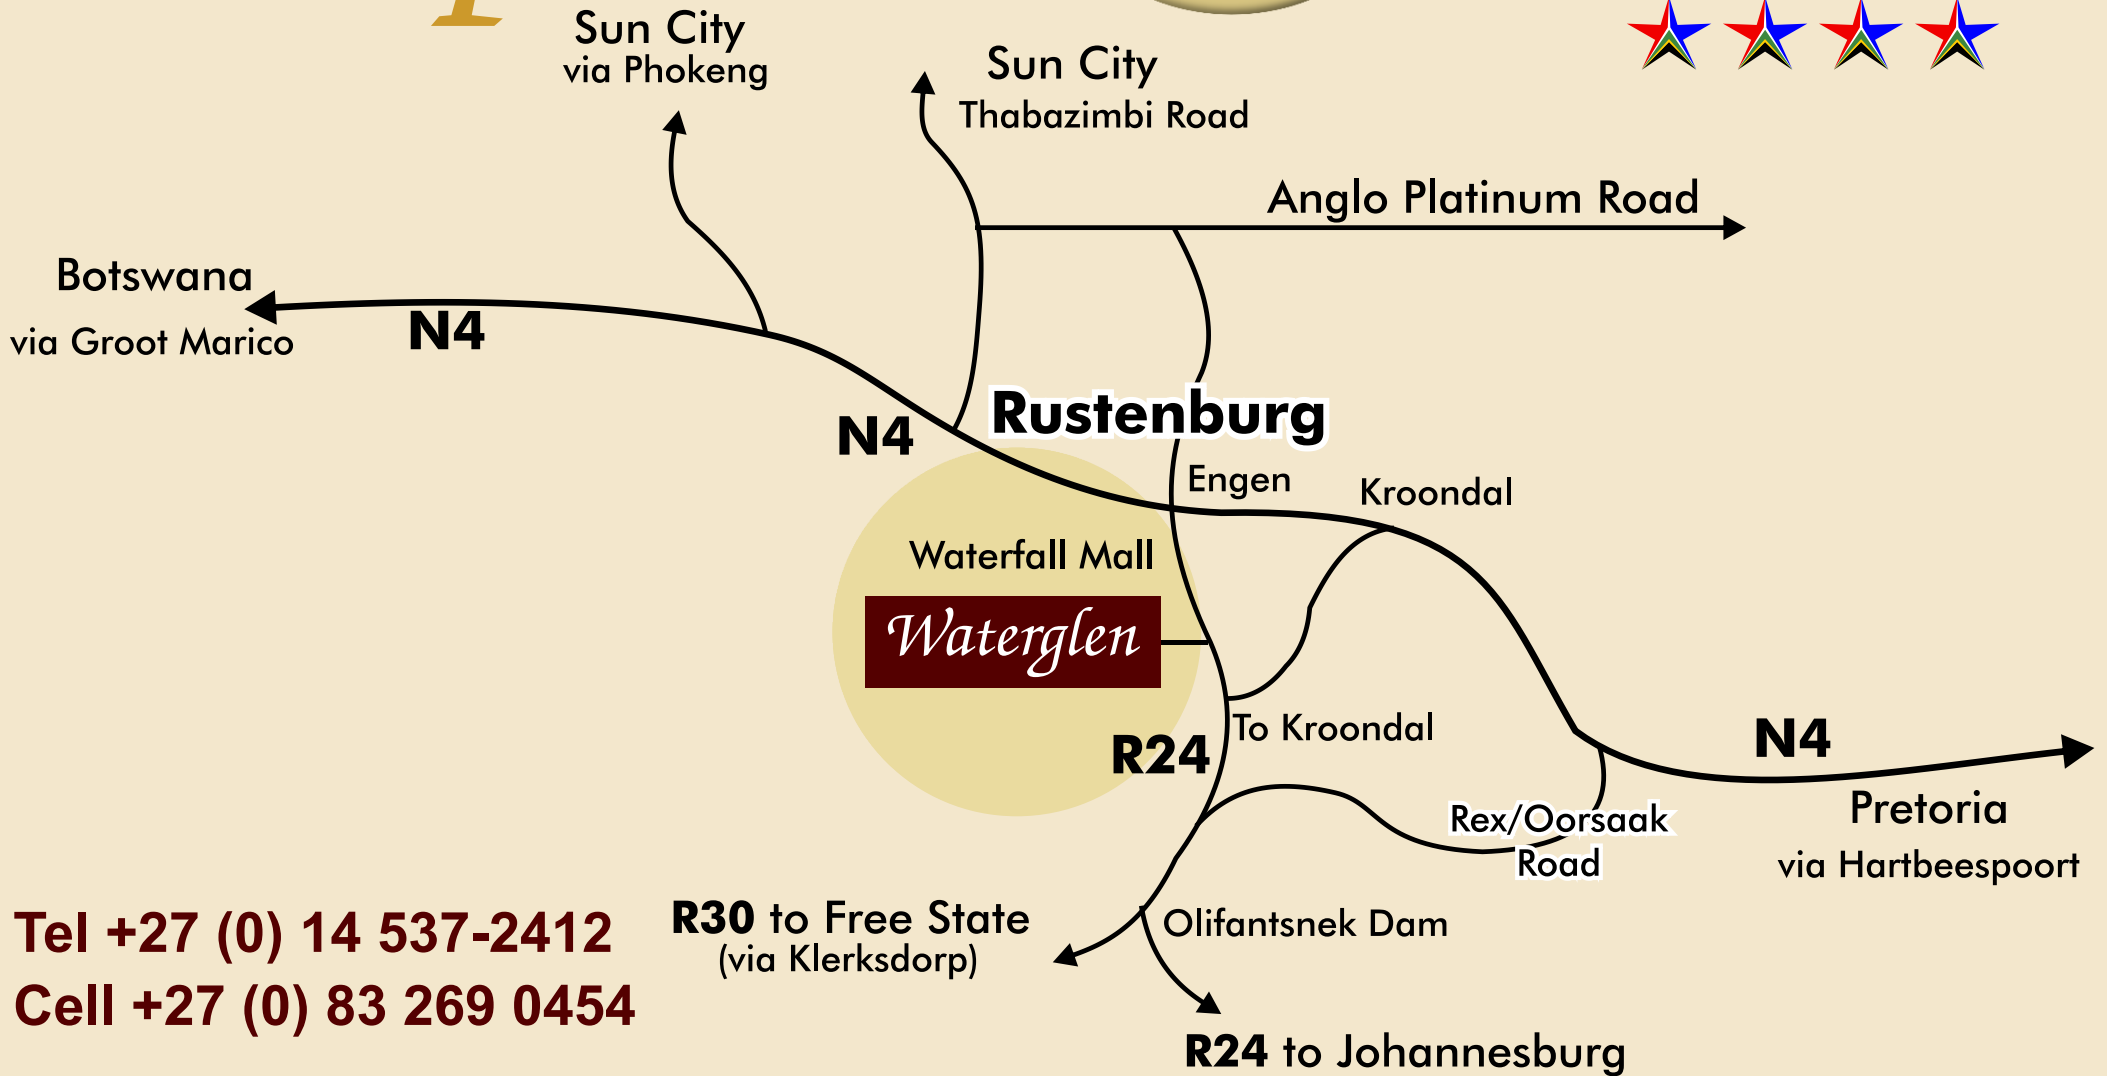 Sun City
via Phokeng
Sun City
Thabazimbi Road
Anglo Platinum Road
Botswana
via Groot Marico
N4
N4
Rustenburg
Engen
Kroondal
Waterfall Mall
Waterglen
To Kroondal
R24
N4
Rex/Oorsaak
Road
Pretoria
via Hartbeespoort
R30 to Free State
(via Klerksdorp)
Olifantsnek Dam
R24 to Johannesburg
Tel +27 (0) 14 537-2412
Cell +27 (0) 83 269 0454